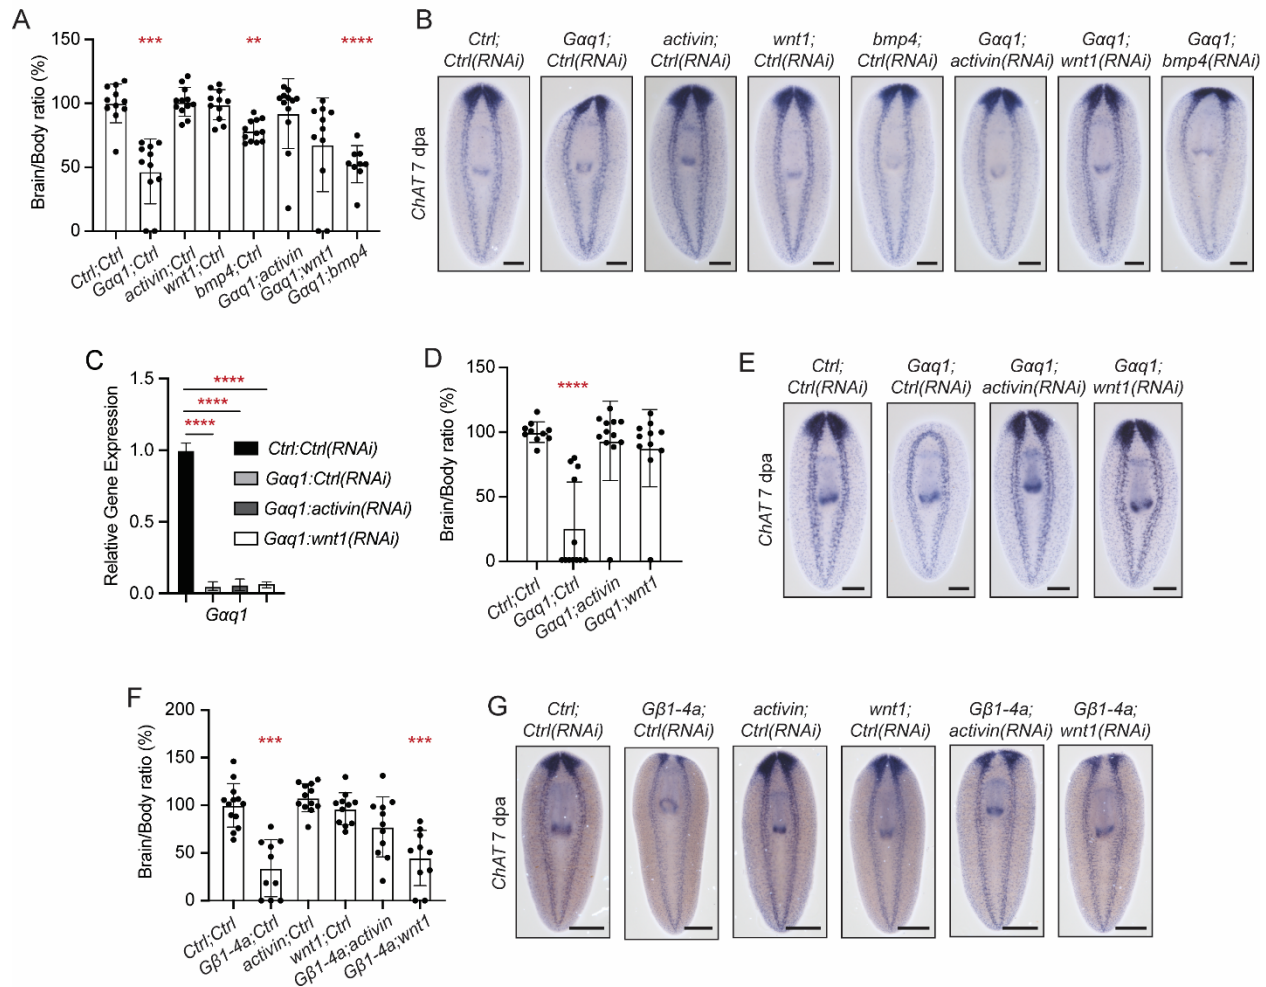 A
150
100
50
0
Brain/Body ratio (%)
***
**
****
Ctrl;Ctrl
Gαq1;Ctrl
activin;Ctrl
wnt1;Ctrl
bmp4;Ctrl
Gαq1;activin
Gαq1;wnt1
Gαq1;bmp4
B
Ctrl;
Ctrl(RNAi)
Gαq1;
Ctrl(RNAi)
activin;
Ctrl(RNAi)
wnt1;
Ctrl(RNAi)
bmp4;
Ctrl(RNAi)
Gαq1;
activin(RNAi)
Gαq1;
wnt1(RNAi)
Gαq1;
bmp4(RNAi)
ChAT 7 dpa
C
1.5
1.0
0.5
0.0
Relative Gene Expression
****
****
****
Gαq1
Ctrl:Ctrl(RNAi)
Gαq1:Ctrl(RNAi)
Gαq1:activin(RNAi)
Gαq1:wnt1(RNAi)
D
150
100
50
0
Brain/Body ratio (%)
****
Ctrl;Ctrl
Gαq1;Ctrl
Gαq1;activin
Gαq1;wnt1
E
Ctrl;
Ctrl(RNAi)
Gαq1;
Ctrl(RNAi)
Gαq1;
activin(RNAi)
Gαq1;
wnt1(RNAi)
ChAT 7 dpa
F
200
150
100
50
0
Brain/Body ratio (%)
***
***
Ctrl;Ctrl
Gβ1-4a;Ctrl
activin;Ctrl
wnt1;Ctrl
Gβ1-4a;activin
Gβ1-4a;wnt1
G
Ctrl;
Ctrl(RNAi)
Gβ1-4a;
Ctrl(RNAi)
activin;
Ctrl(RNAi)
wnt1;
Ctrl(RNAi)
Gβ1-4a;
activin(RNAi)
Gβ1-4a;
wnt1(RNAi)
ChAT 7 dpa